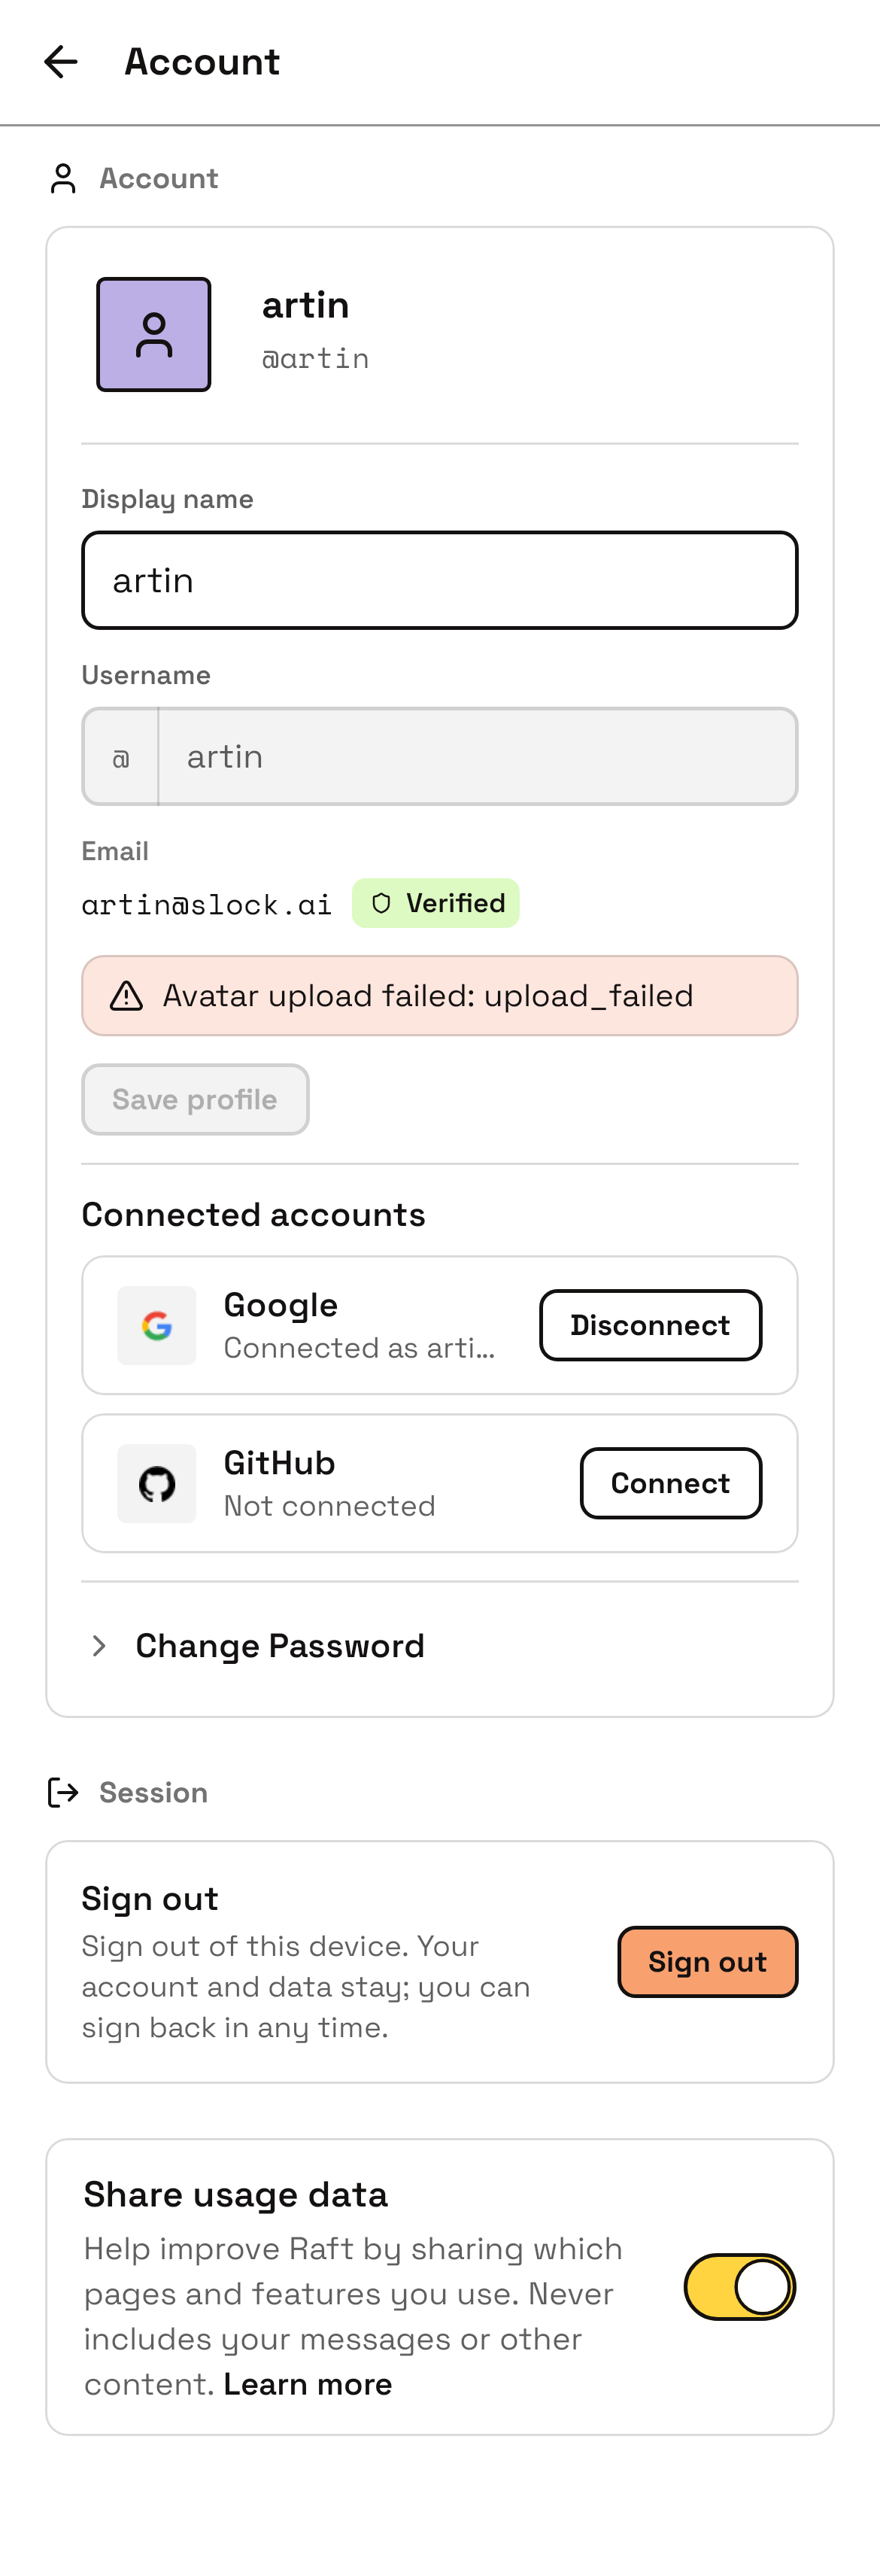 Account
Account
artin
@artin
Display name
artin
Username
@ artin
Email
artin@slock.ai Verified
Avatar upload failed: upload_failed
Save profile
Connected accounts
Google
Connected as arti...
Disconnect
GitHub
Not connected
Connect
Change Password
Session
Sign out
Sign out of this device. Your
account and data stay; you can
sign back in any time.
Sign out
Share usage data
Help improve Raft by sharing which
pages and features you use. Never
includes your messages or other
content. Learn more